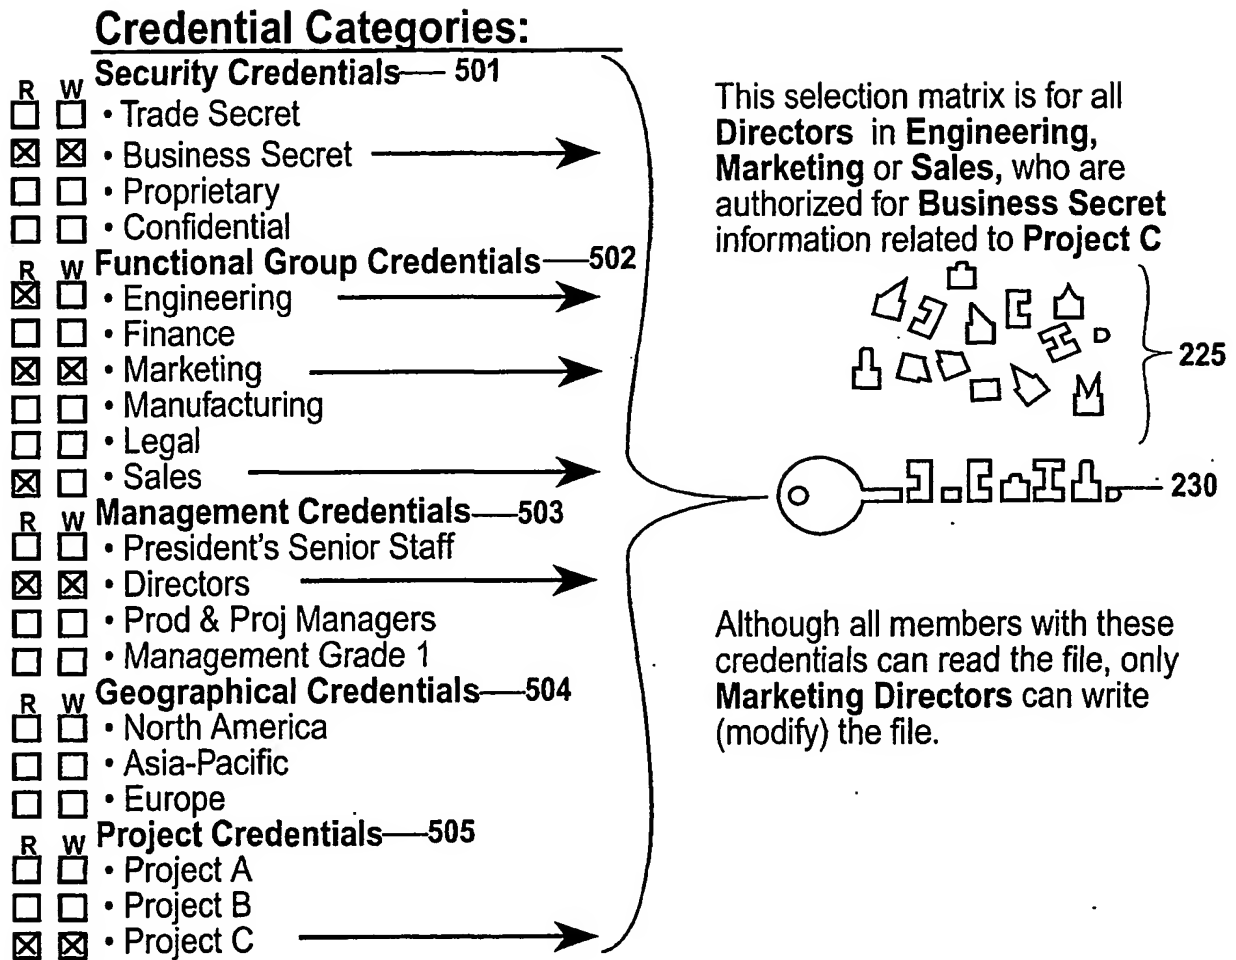 Credential Categories:
R W Security Credentials 501
☐ ☐ • Trade Secret
☒ ☒ • Business Secret
☐ ☐ • Proprietary
☐ ☐ • Confidential
R W Functional Group Credentials 502
☒ ☐ • Engineering
☐ ☐ • Finance
☒ ☒ • Marketing
☐ ☐ • Manufacturing
☐ ☐ • Legal
☒ ☐ • Sales
R W Management Credentials 503
☐ ☐ • President's Senior Staff
☒ ☒ • Directors
☐ ☐ • Prod & Proj Managers
☐ ☐ • Management Grade 1
R W Geographical Credentials 504
☐ ☐ • North America
☐ ☐ • Asia-Pacific
☐ ☐ • Europe
R W Project Credentials 505
☐ ☐ • Project A
☐ ☐ • Project B
☒ ☒ • Project C
This selection matrix is for all
Directors in Engineering,
Marketing or Sales, who are
authorized for Business Secret
information related to Project C
225
230
Although all members with these
credentials can read the file, only
Marketing Directors can write
(modify) the file.